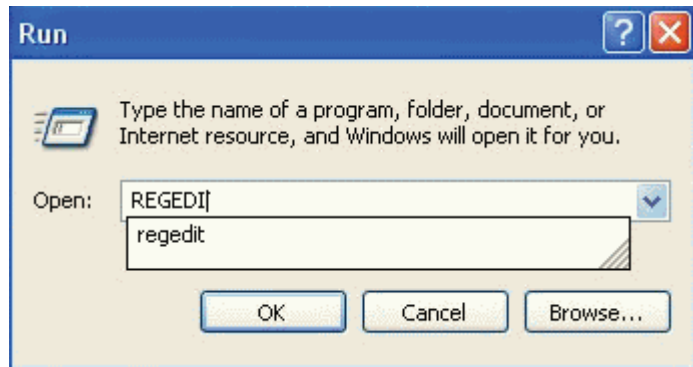 Run
Type the name of a program, folder, document, or
Internet resource, and Windows will open it for you.
Open: REGEDI
regedit
OK Cancel Browse...